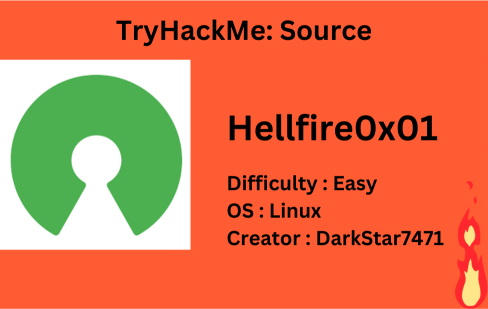 TryHackMe: Source
Hellfire0x01
Difficulty : Easy
OS : Linux
Creator : DarkStar7471